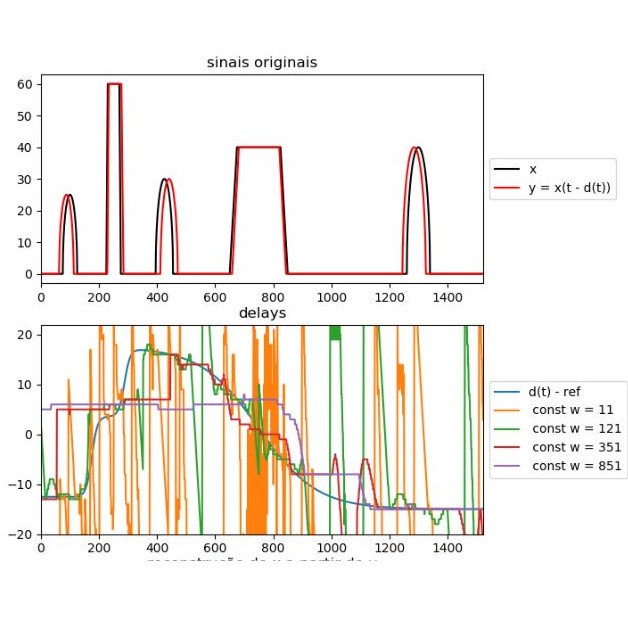 sinais originais
60
50
40
30
20
10
0
0 200 400 600 800 1000 1200 1400
x
y = x(t - d(t))
delays
20
10
0
−10
−20
0 200 400 600 800 1000 1200 1400
d(t) - ref
const w = 11
const w = 121
const w = 351
const w = 851